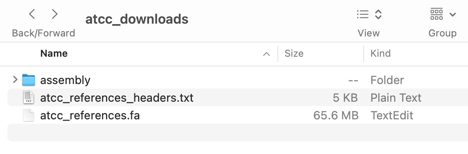 atcc_downloads
Back/Forward View Group
Name Size Kind
assembly -- Folder
atcc_references_headers.txt 5 KB Plain Text
atcc_references.fa 65.6 MB TextEdit